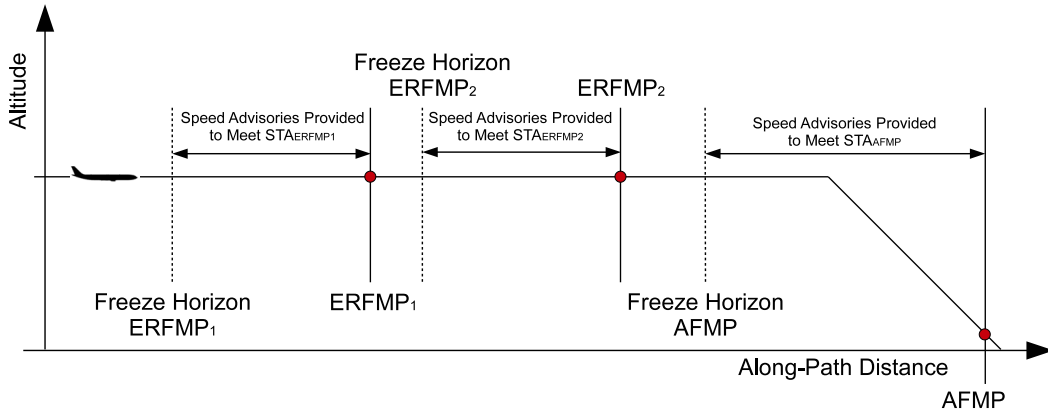 Altitude
Freeze Horizon
ERFMP2
ERFMP2
Speed Advisories Provided
to Meet STAERFMP1
Speed Advisories Provided
to Meet STAERFMP2
Speed Advisories Provided
to Meet STAAFMP
Freeze Horizon
ERFMP1
ERFMP1
Freeze Horizon
AFMP
Along-Path Distance
AFMP